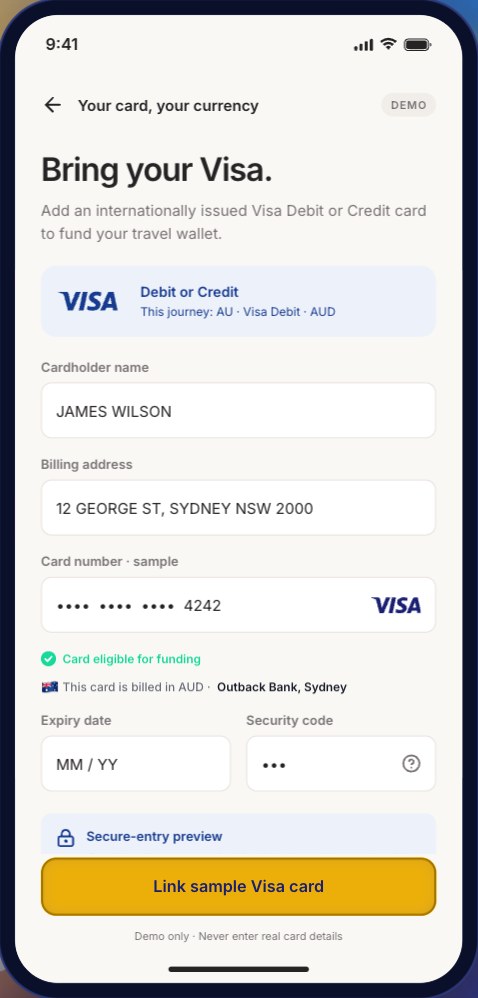 9:41
Your card, your currency
DEMO
Bring your Visa.
Add an internationally issued Visa Debit or Credit card
to fund your travel wallet.
VISA
Debit or Credit
This journey: AU · Visa Debit · AUD
Cardholder name
JAMES WILSON
Billing address
12 GEORGE ST, SYDNEY NSW 2000
Card number · sample
•••• •••• •••• 4242
VISA
Card eligible for funding
This card is billed in AUD · Outback Bank, Sydney
Expiry date
Security code
MM / YY
•••
Secure-entry preview
Link sample Visa card
Demo only · Never enter real card details